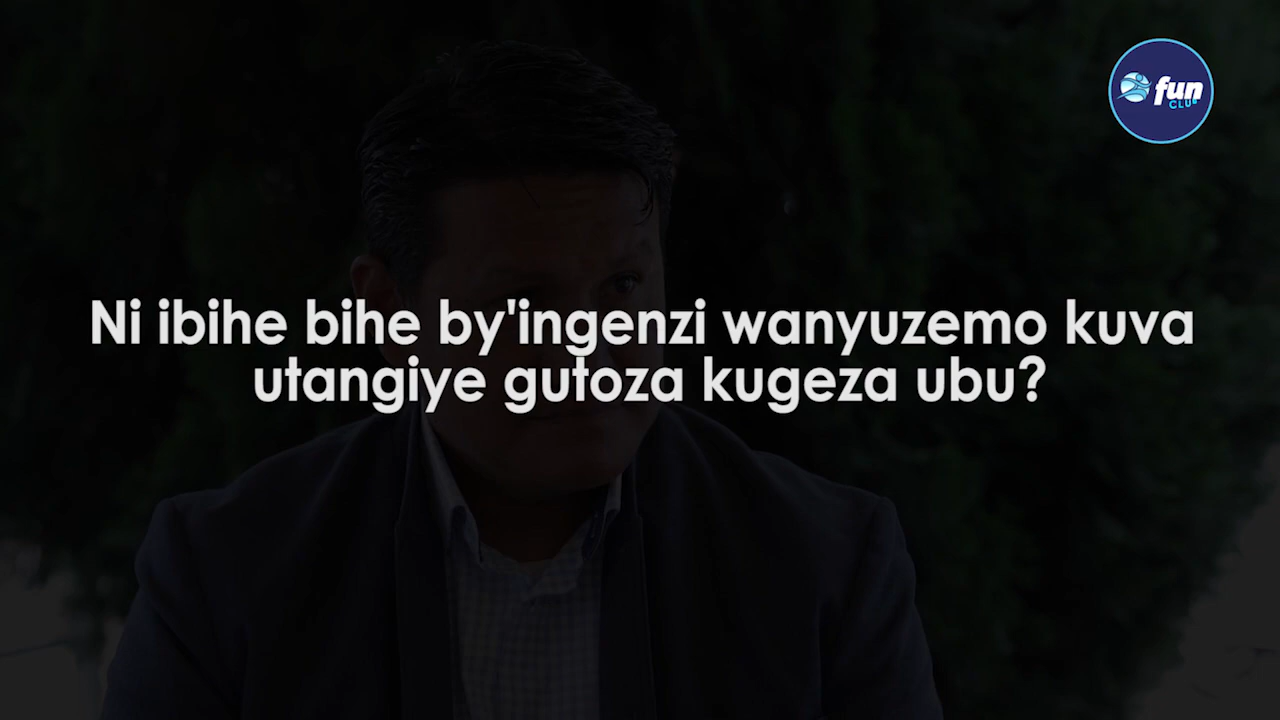 fun
CLUB
Ni ibihe bihe by'ingenzi wanyuzemo kuva
utangiye gutoza kugeza ubu?